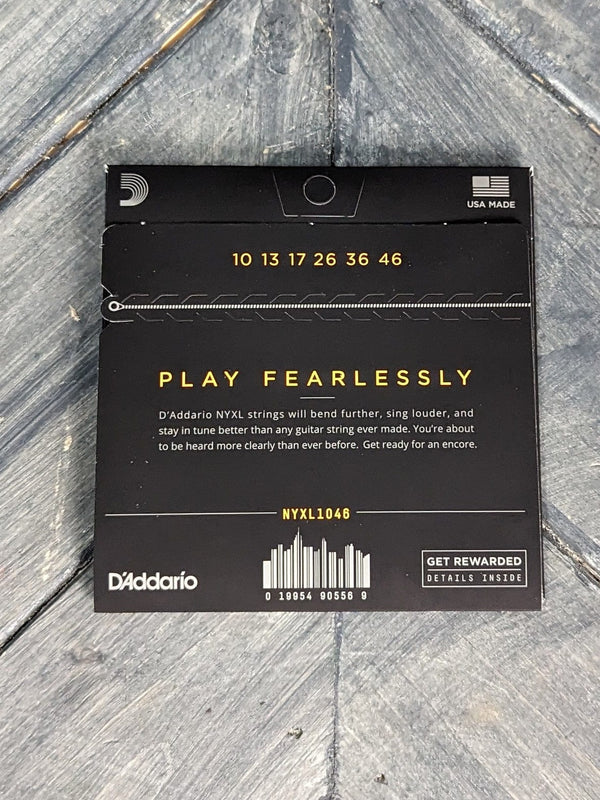 USA MADE
10 13 17 26 36 46
PLAY FEARLESSLY
D'Addario NYXL strings will bend further, sing louder, and
stay in tune better than any guitar string ever made. You're about
to be heard more clearly than ever before. Get ready for an encore.
NYXL1046
D'Addario
0 19954 90556 9
GET REWARDED
DETAILS INSIDE